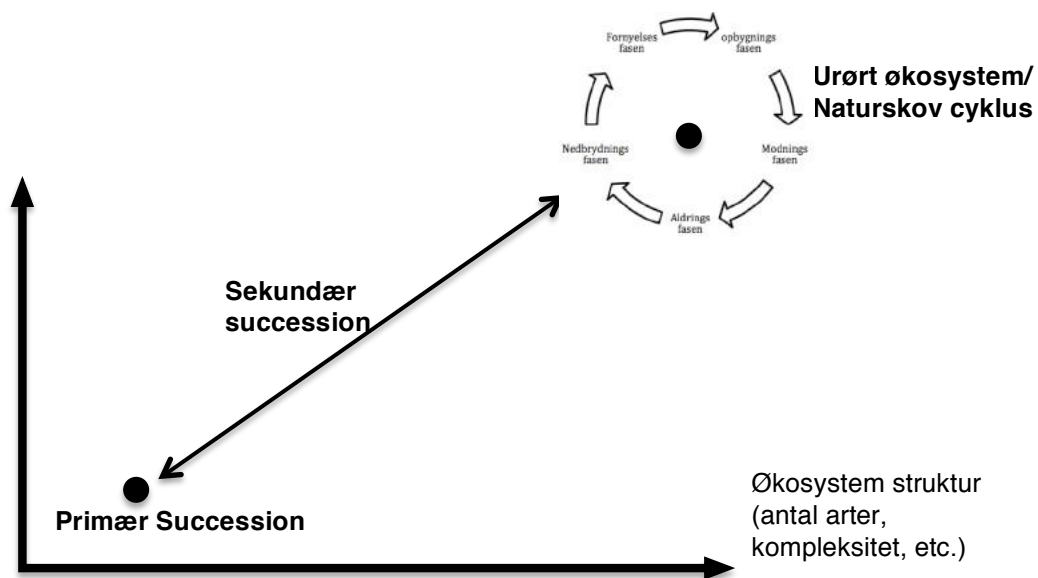 Fornyelses
fasen
opbygnings
fasen
Urørt økosystem/
Naturskov cyklus
Nedbrydnings
fasen
Modnings
fasen
Aldrings
fasen
Sekundær
succession
Primær Succession
Økosystem struktur
(antal arter,
kompleksitet, etc.)